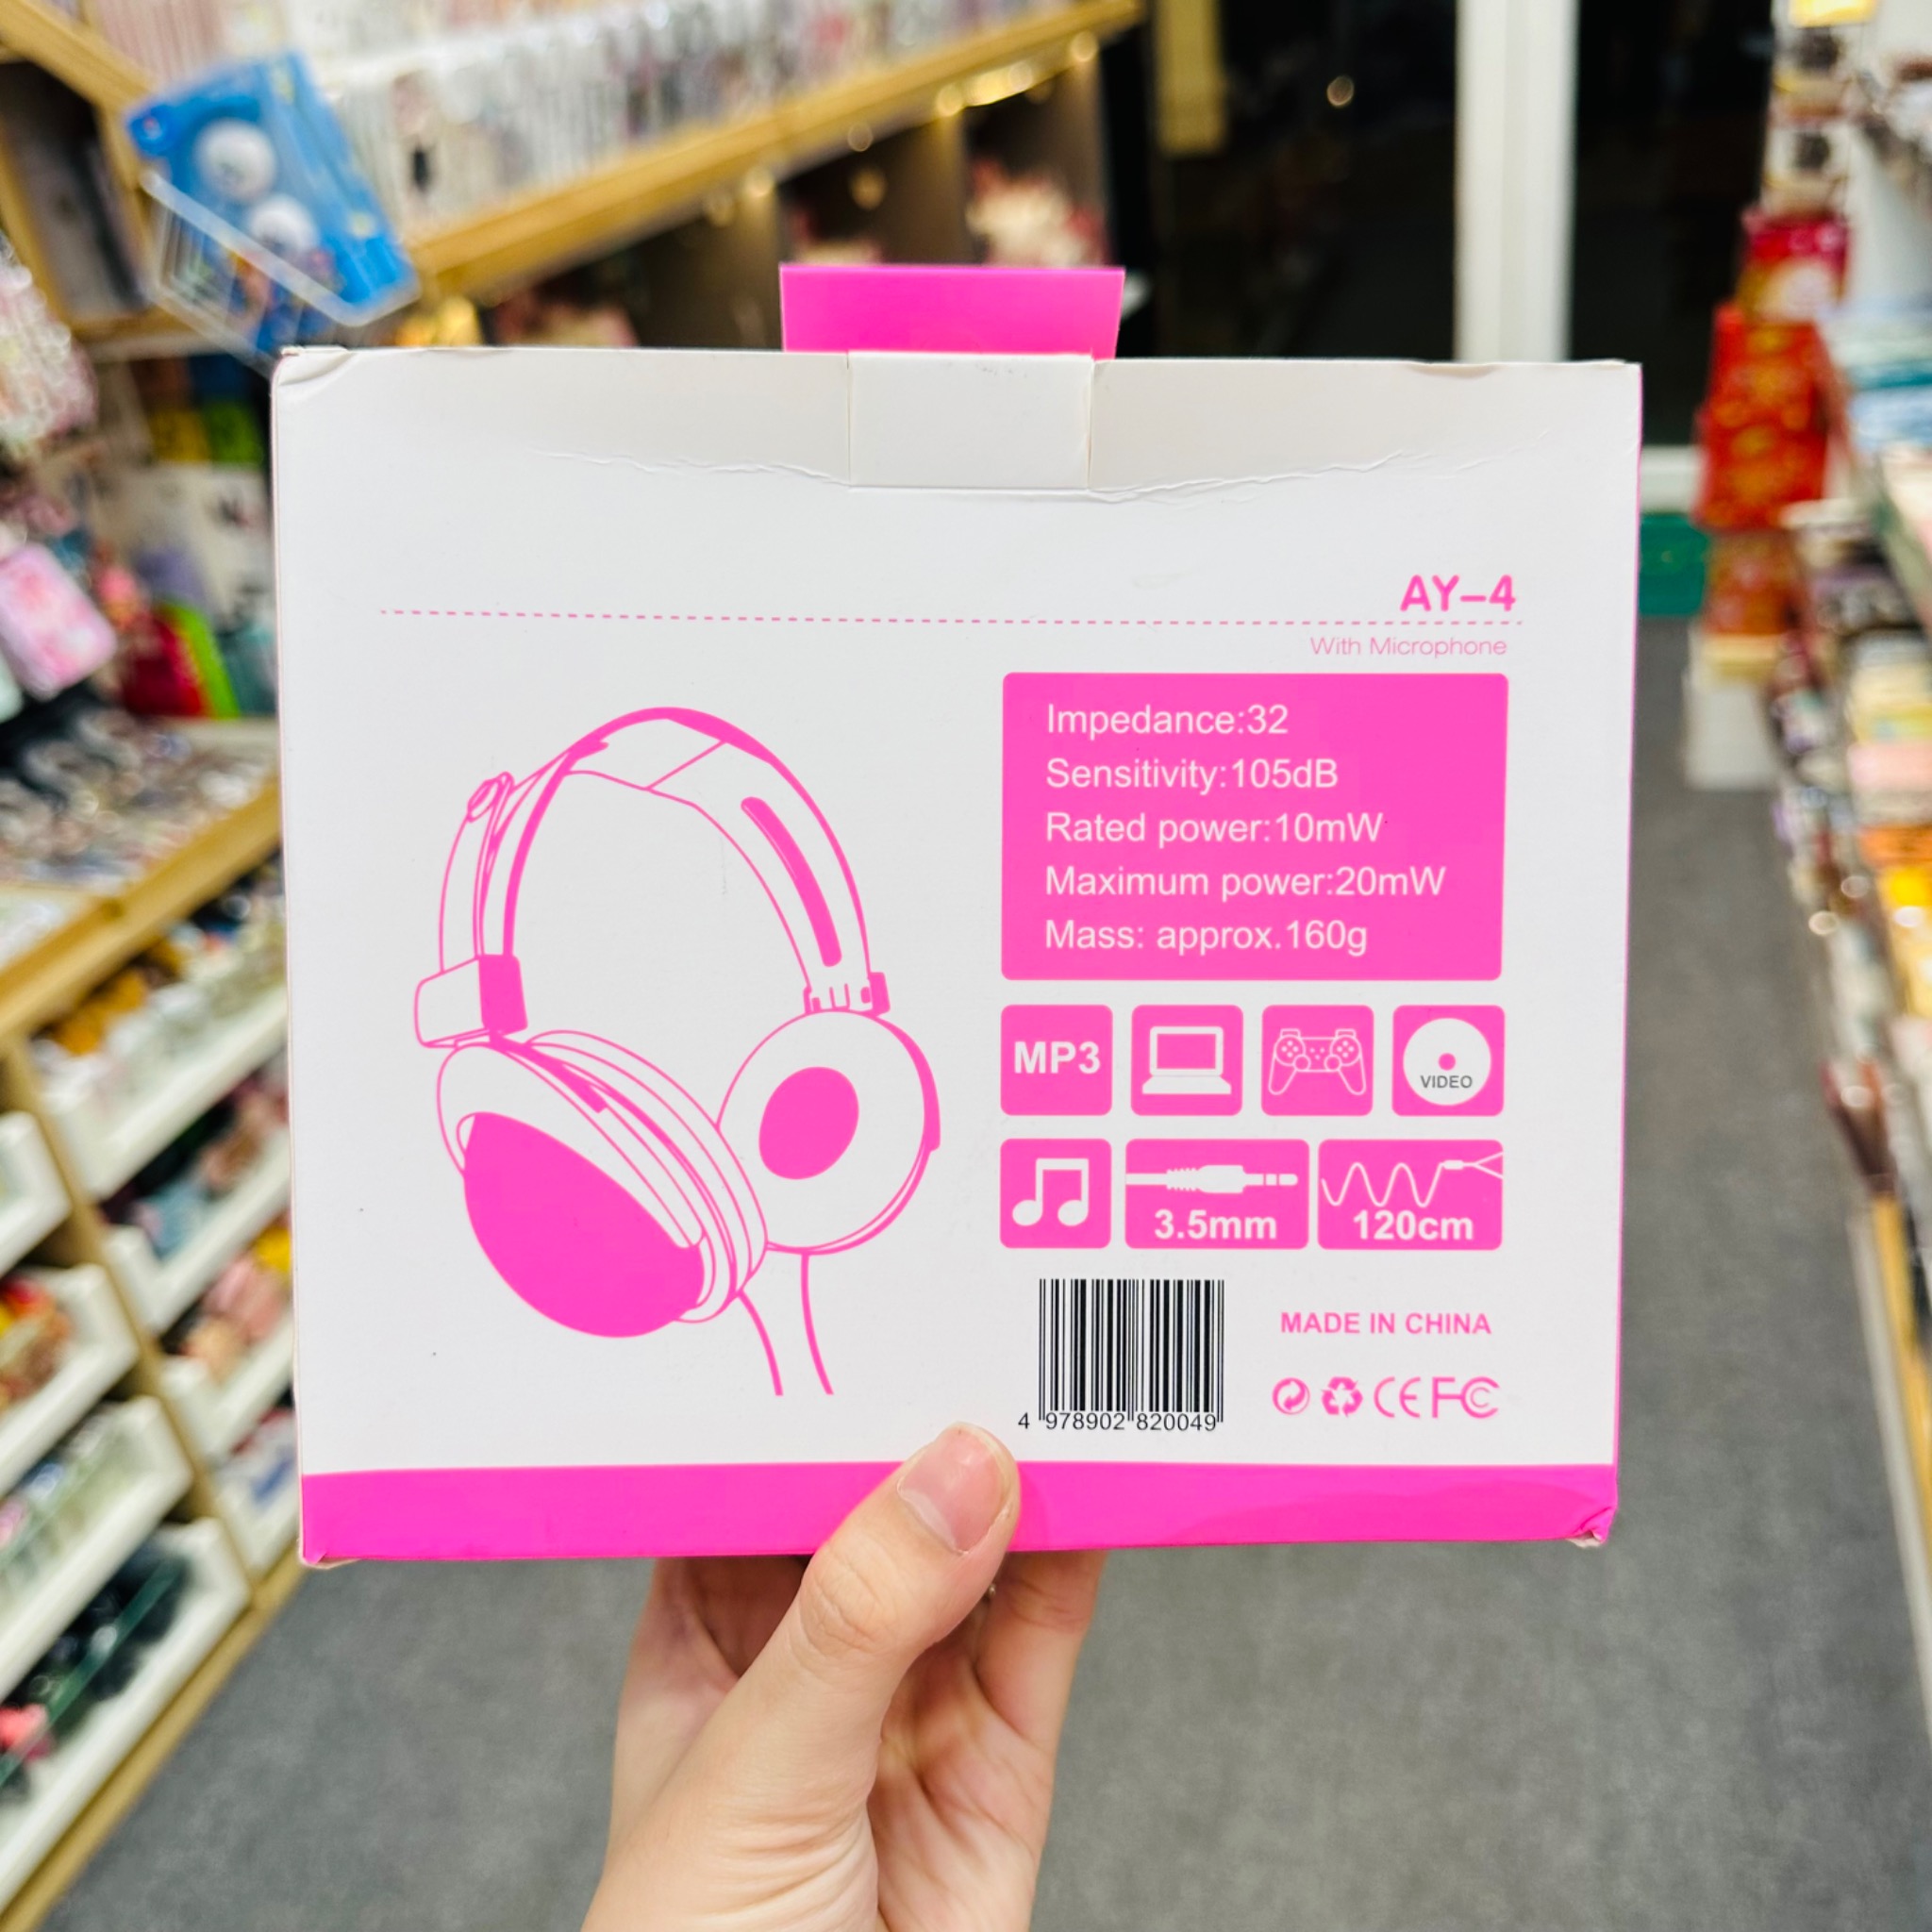 AY–4
With Microphone
Impedance:32
Sensitivity:105dB
Rated power:10mW
Maximum power:20mW
Mass: approx.160g
MP3
VIDEO
3.5mm
120cm
MADE IN CHINA
CE FC
4 978902 820049